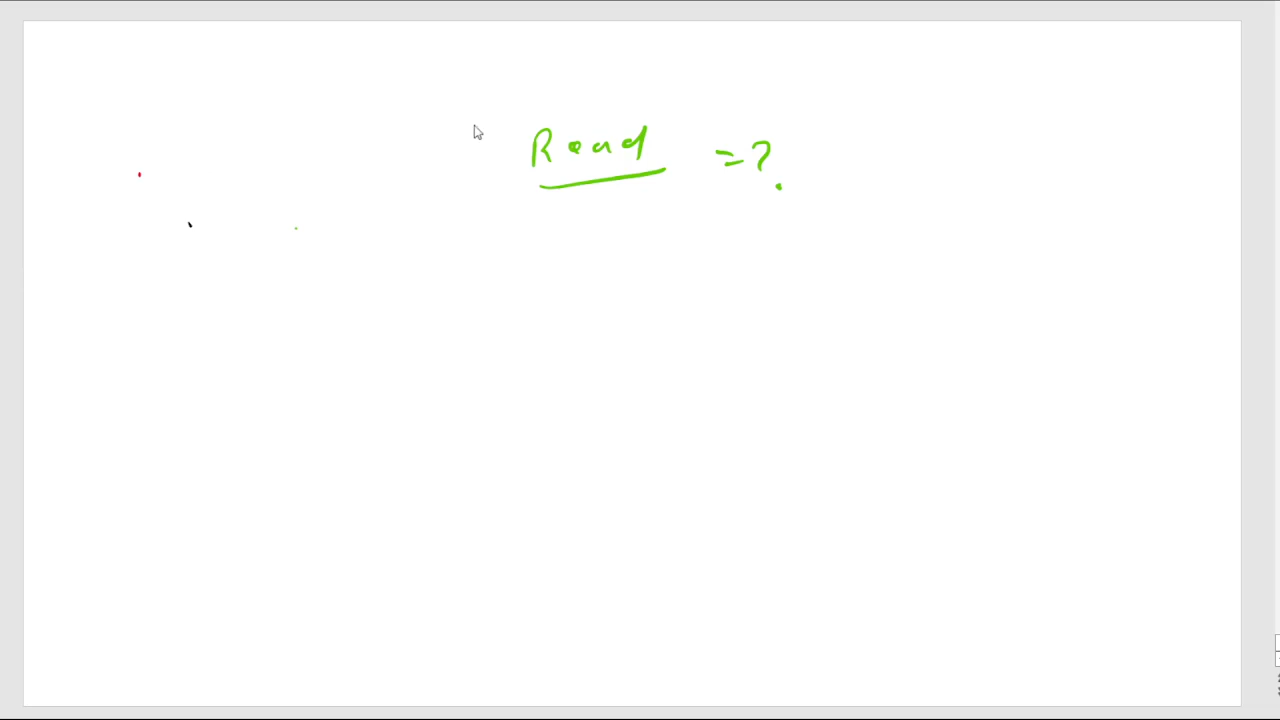 Read = ?